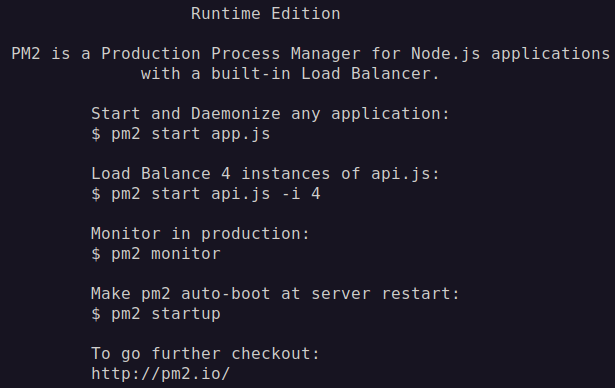 Runtime Edition
PM2 is a Production Process Manager for Node.js applications
with a built-in Load Balancer.
Start and Daemonize any application:
$ pm2 start app.js
Load Balance 4 instances of api.js:
$ pm2 start api.js -i 4
Monitor in production:
$ pm2 monitor
Make pm2 auto-boot at server restart:
$ pm2 startup
To go further checkout:
http://pm2.io/